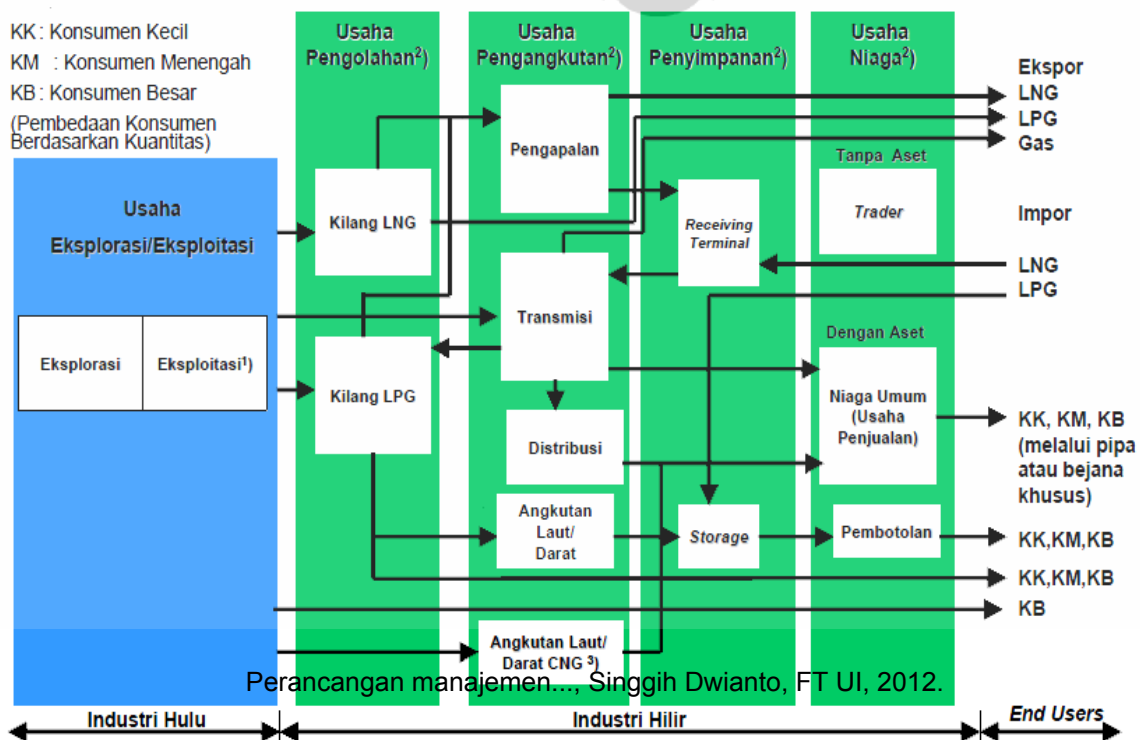 KK : Konsumen Kecil
KM : Konsumen Menengah
KB : Konsumen Besar
(Pembedaan Konsumen
Berdasarkan Kuantitas)
Usaha
Pengolahan²)
Usaha
Pengangkutan²)
Usaha
Penyimpanan²)
Usaha
Niaga²)
Ekspor
LNG
LPG
Gas
Usaha
Eksplorasi/Eksploitasi
Eksplorasi
Eksploitasi¹)
Kilang LNG
Kilang LPG
Pengapalan
Transmisi
Distribusi
Angkutan
Laut/
Darat
Angkutan Laut/
Darat CNG ³)
Receiving
Terminal
Storage
Tanpa Aset
Trader
Dengan Aset
Niaga Umum
(Usaha
Penjualan)
Pembotolan
Impor
LNG
LPG
KK, KM, KB
(melalui pipa
atau bejana
khusus)
KK,KM,KB
KK,KM,KB
KB
Perancangan manajemen..., Singgih Dwianto, FT UI, 2012.
Industri Hulu
Industri Hilir
End Users